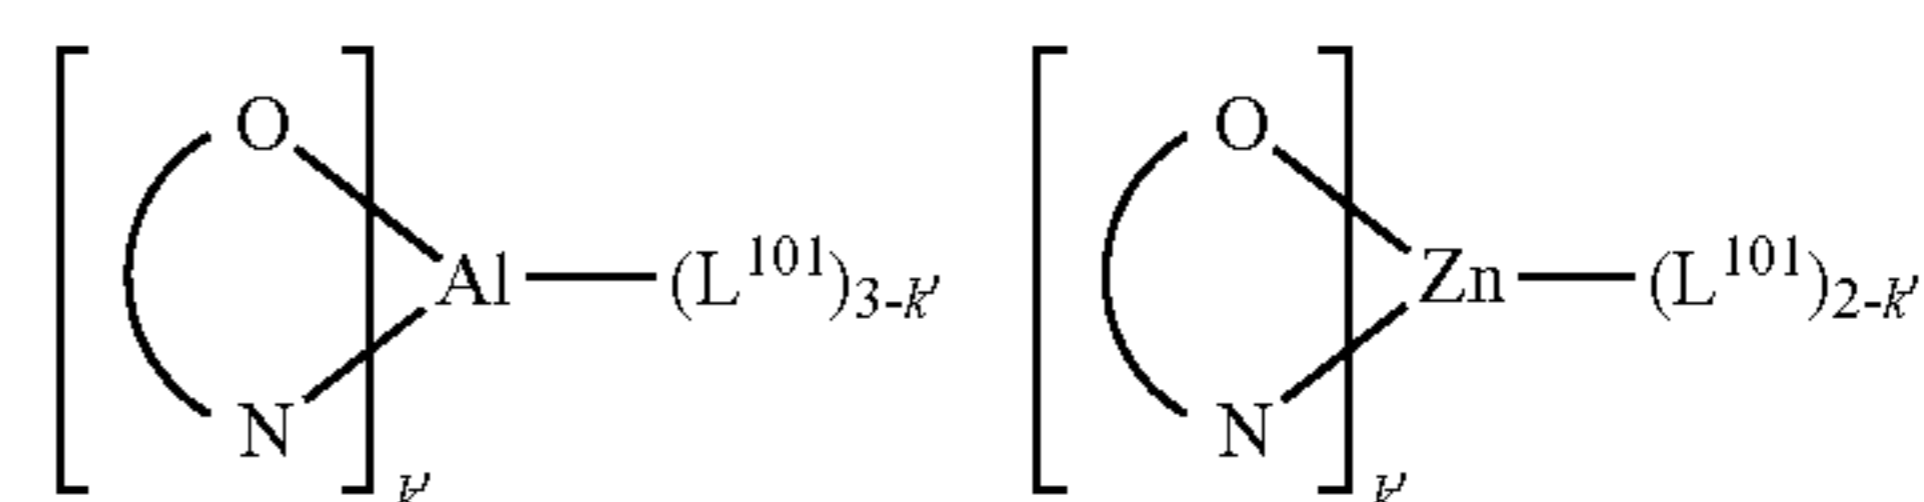 O O
Al (L¹⁰¹)₃₋ₖ′ Zn (L¹⁰¹)₂₋ₖ′
N N
k′ k′